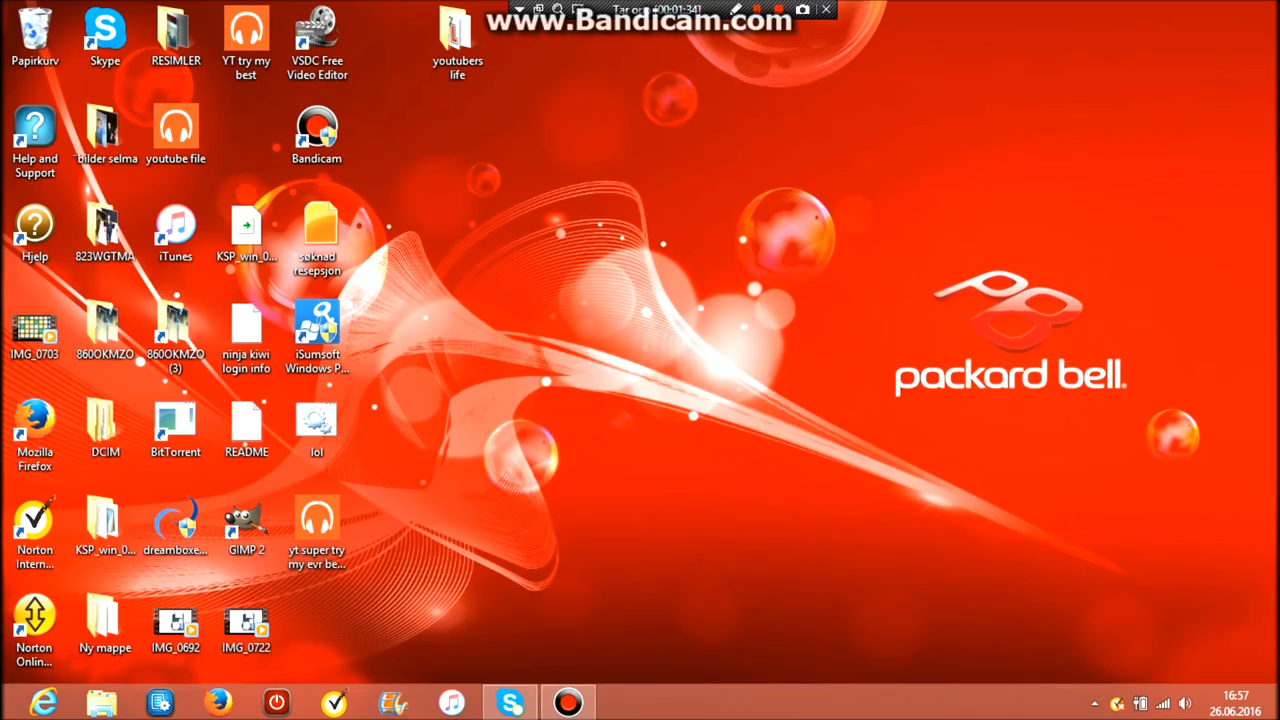 www.Bandicam.com
Papirkurv
Skype
RESIMLER
YT try my
best
VSDC Free
Video Editor
youtubers
life
Help and
Support
bilder selma
youtube file
Bandicam
Hjelp
823WGTMA
iTunes
KSP_win_0...
søknad
resepsjon
IMG_0703
860OKMZO
860OKMZO
(3)
ninja kiwi
login info
iSumsoft
Windows P...
packard bell.
Mozilla
Firefox
DCIM
BitTorrent
README
lol
Norton
Intern...
KSP_win_0...
dreamboxe...
GIMP 2
yt super try
my evr be...
Norton
Onlin...
Ny mappe
IMG_0692
IMG_0722
16:57
26.06.2016